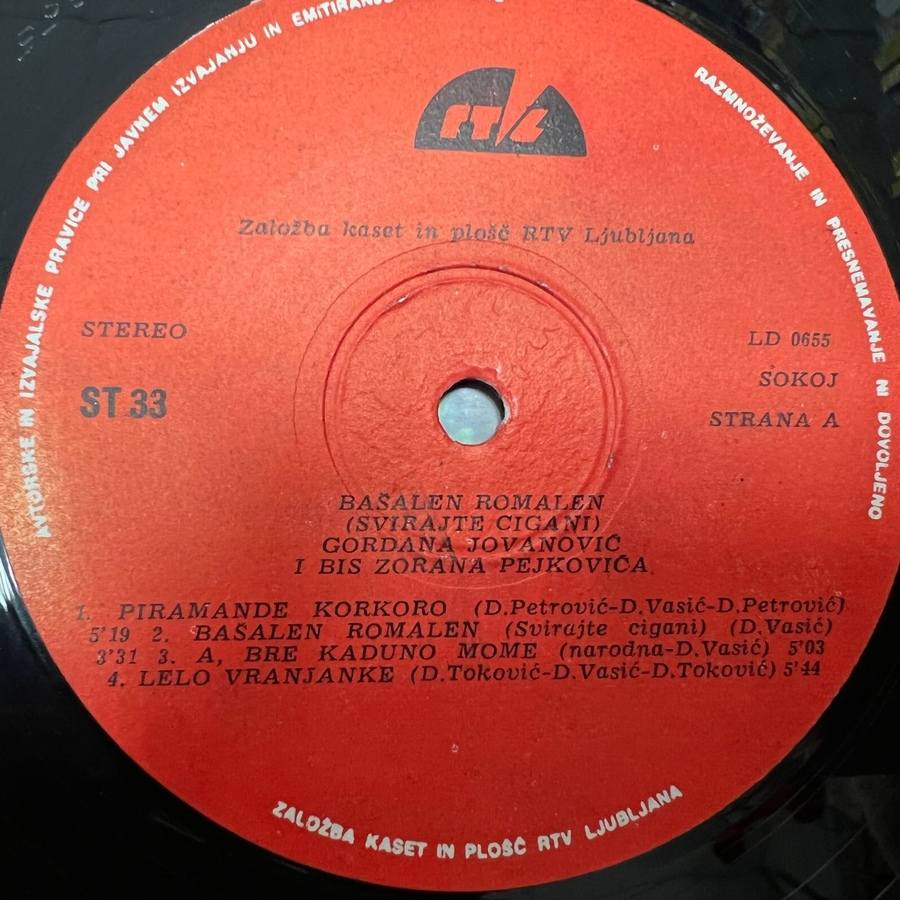 AVTORSKE IN IZVAJALSKE PRAVICE PRI JAVNEM IZVAJANJU IN EMITIRANJU
RAZMNOŽEVANJE IN PRESNEMAVANJE NI DOVOLJENO
RTVL
Založba kaset in plošč RTV Ljubljana
STEREO
LD 0655
SOKOJ
ST 33
STRANA A
BAŠALEN ROMALEN
(SVIRAJTE CIGANI)
GORDANA JOVANOVIĆ
I BIS ZORANA PEJKOVIĆA
1. PIRAMANDE KORKORO (D.Petrović-D.Vasić-D.Petrović)
5'19 2. BAŠALEN ROMALEN (Svirajte cigani) (D.Vasić)
3'31 3. A, BRE KADUNO MOME (narodna-D.Vasić) 5'03
4. LELO VRANJANKE (D.Toković-D.Vasić-D.Toković) 5'44
ZALOŽBA KASET IN PLOŠČ RTV LJUBLJANA